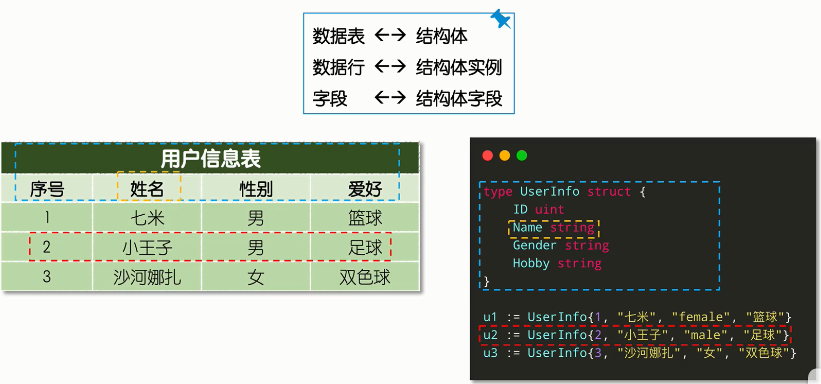 数据表 <-> 结构体
数据行 <-> 结构体实例
字段 <-> 结构体字段
用户信息表
序号 姓名 性别 爱好
1 七米 男 篮球
2 小王子 男 足球
3 沙河娜扎 女 双色球
type UserInfo struct {
ID uint
Name string
Gender string
Hobby string
}
u1 := UserInfo{1, "七米", "female", "篮球"}
u2 := UserInfo{2, "小王子", "male", "足球"}
u3 := UserInfo{3, "沙河娜扎", "女", "双色球"}